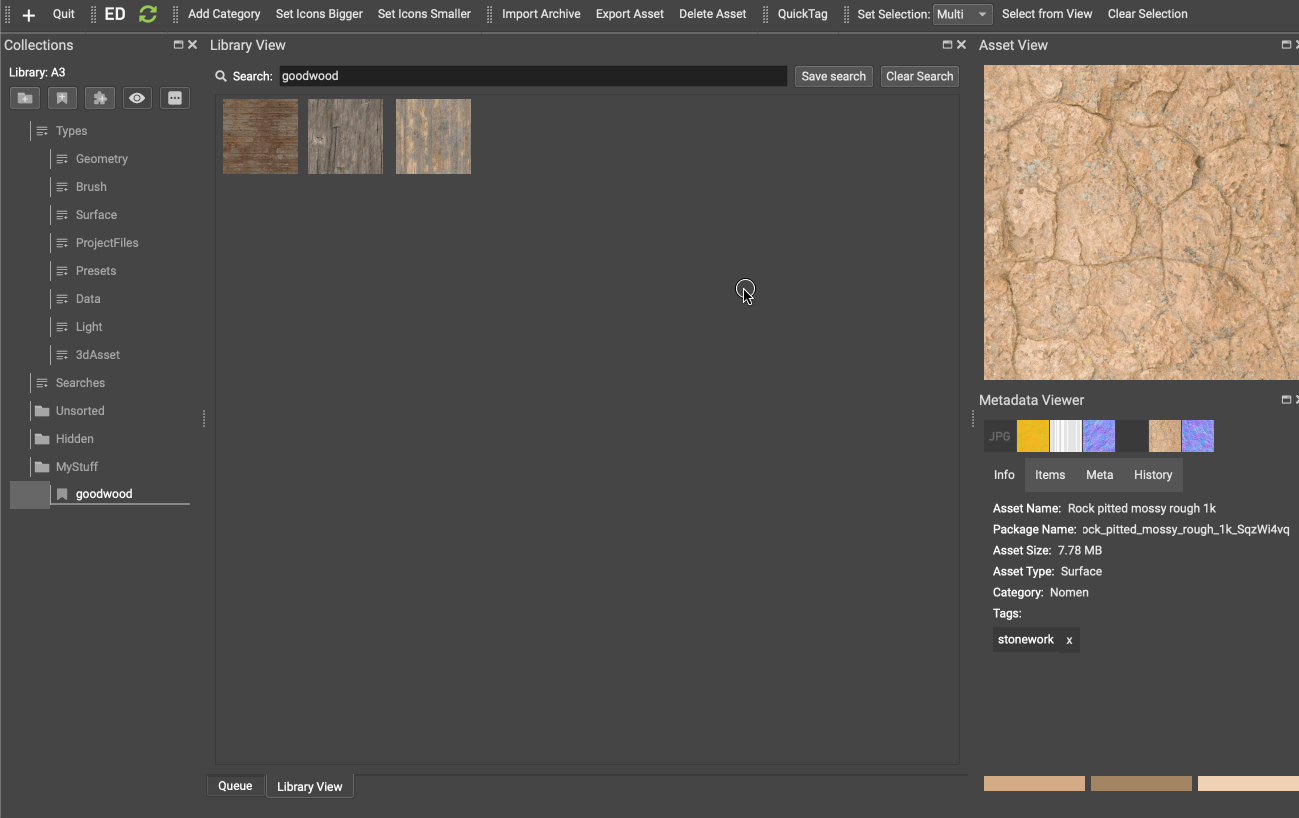 Quit ED Add Category Set Icons Bigger Set Icons Smaller Import Archive Export Asset Delete Asset QuickTag Set Selection: Multi Select from View Clear Selection
Collections
Library: A3
Types
Geometry
Brush
Surface
ProjectFiles
Presets
Data
Light
3dAsset
Searches
Unsorted
Hidden
MyStuff
goodwood
Library View
Search: goodwood Save search Clear Search
Queue Library View
Asset View
Metadata Viewer
JPG
Info Items Meta History
Asset Name: Rock pitted mossy rough 1k
Package Name: ock_pitted_mossy_rough_1k_SqzWi4vq
Asset Size: 7.78 MB
Asset Type: Surface
Category: Nomen
Tags:
stonework x